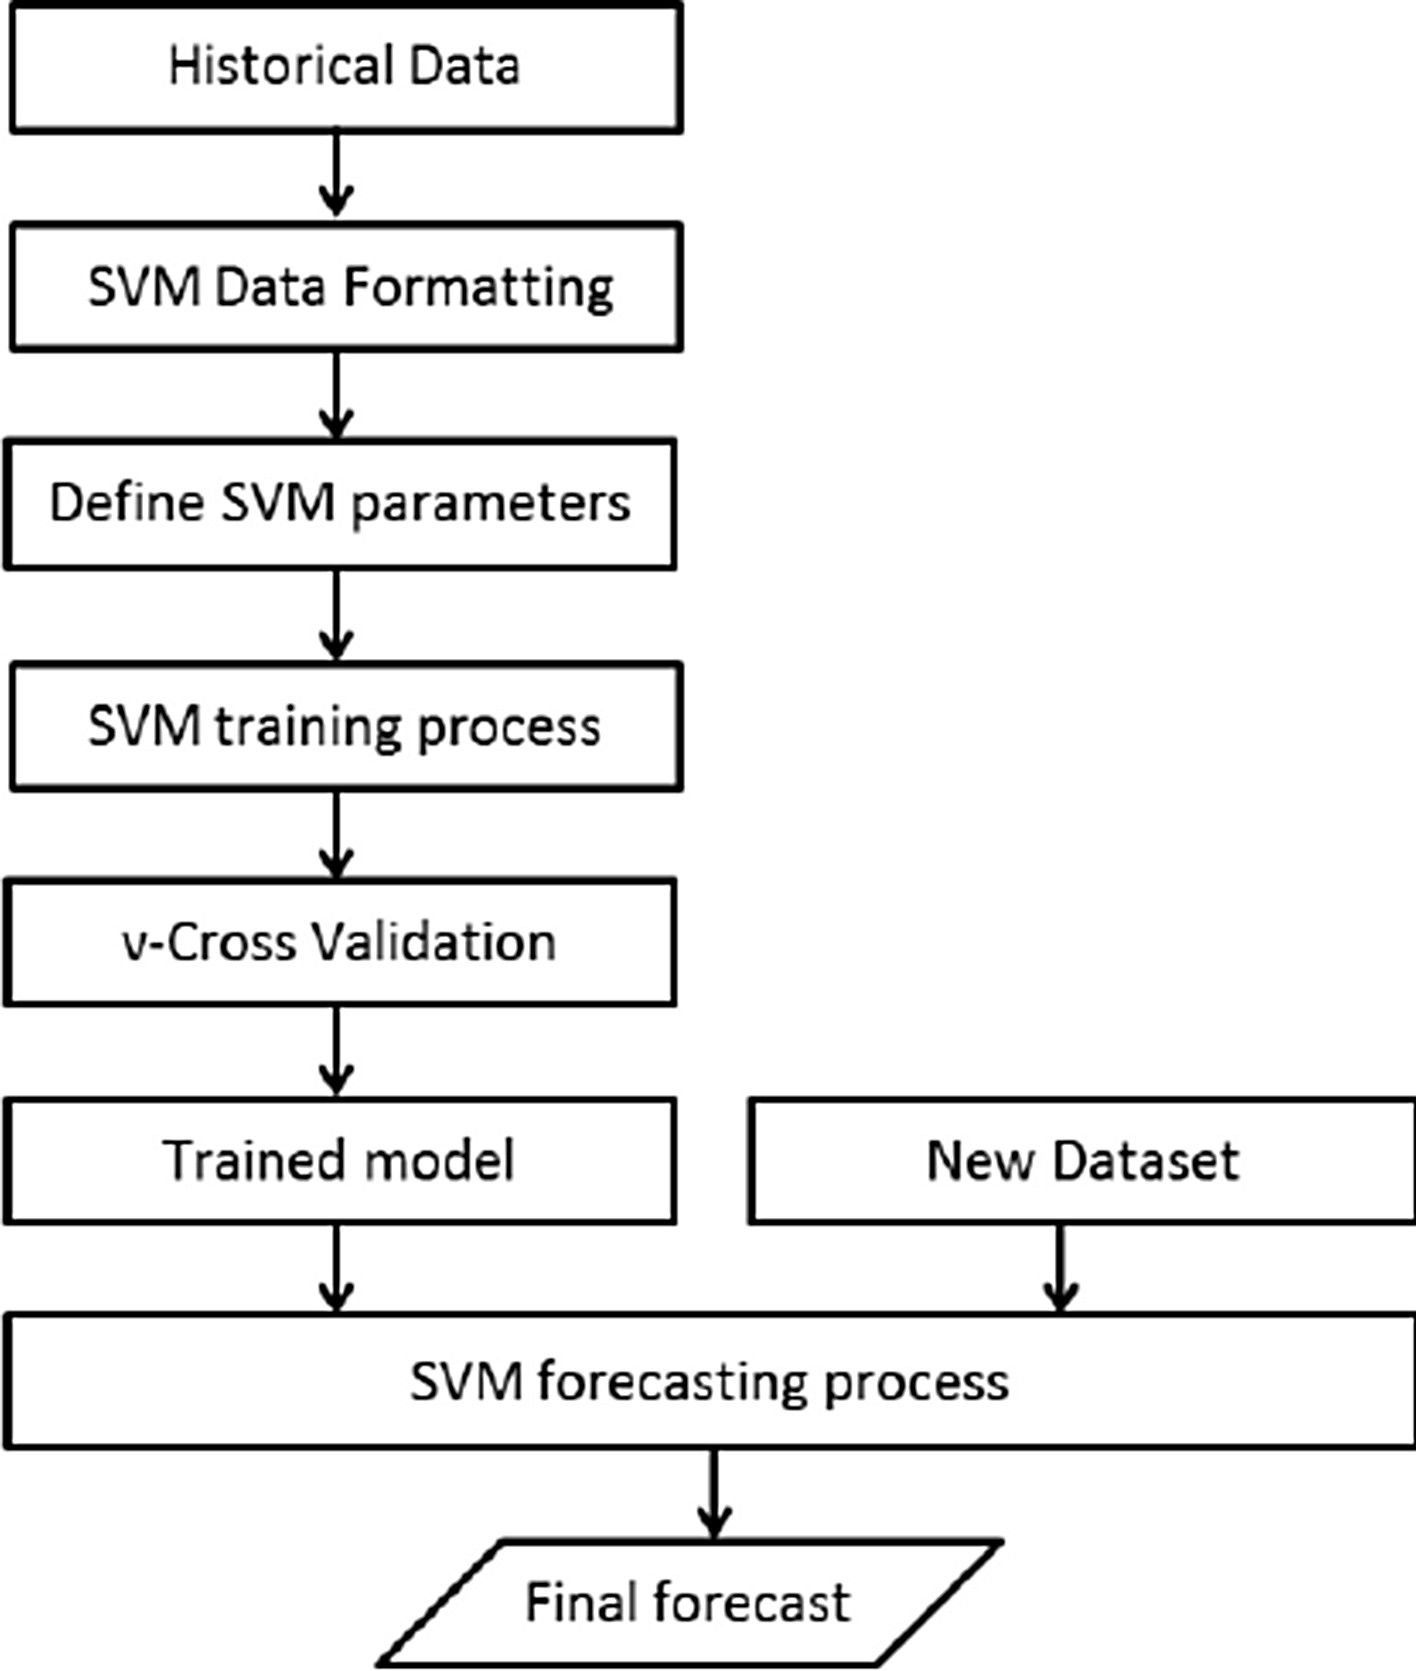 Historical Data
SVM Data Formatting
Define SVM parameters
SVM training process
ν-Cross Validation
Trained model
New Dataset
SVM forecasting process
Final forecast